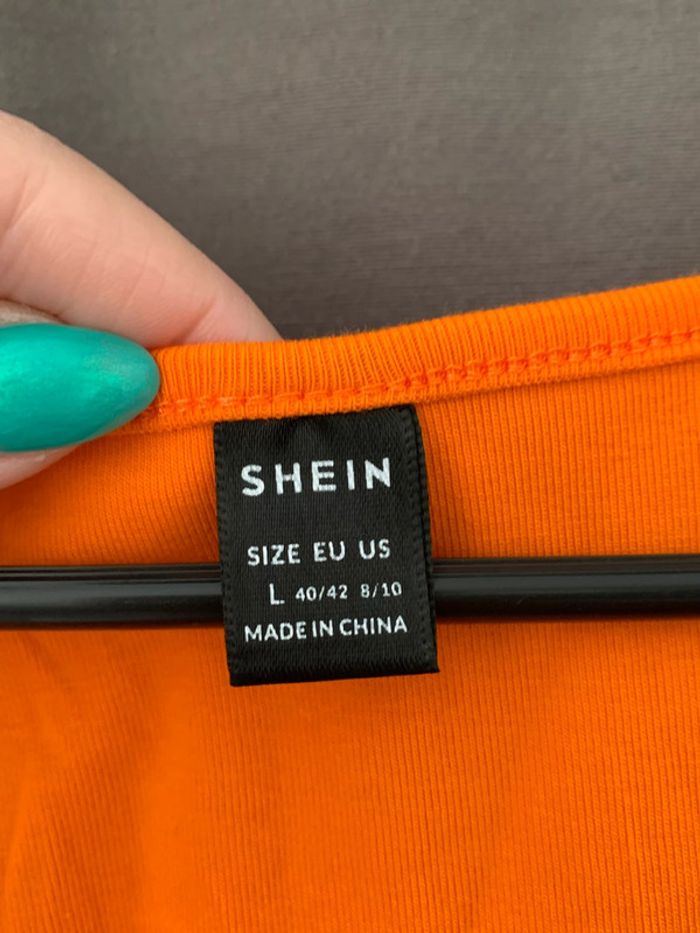 SHEIN
SIZE EU US
L 40/42 8/10
MADE IN CHINA